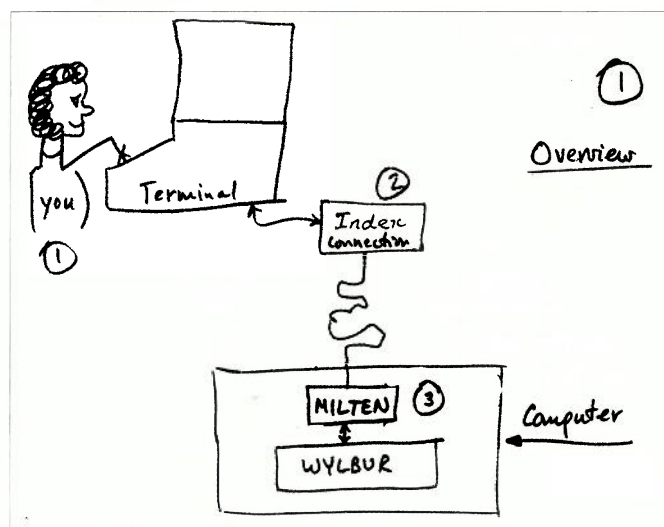 ①
Overview
Terminal
(you)
①
②
Index
connection
MILTEN
③
WYLBUR
Computer